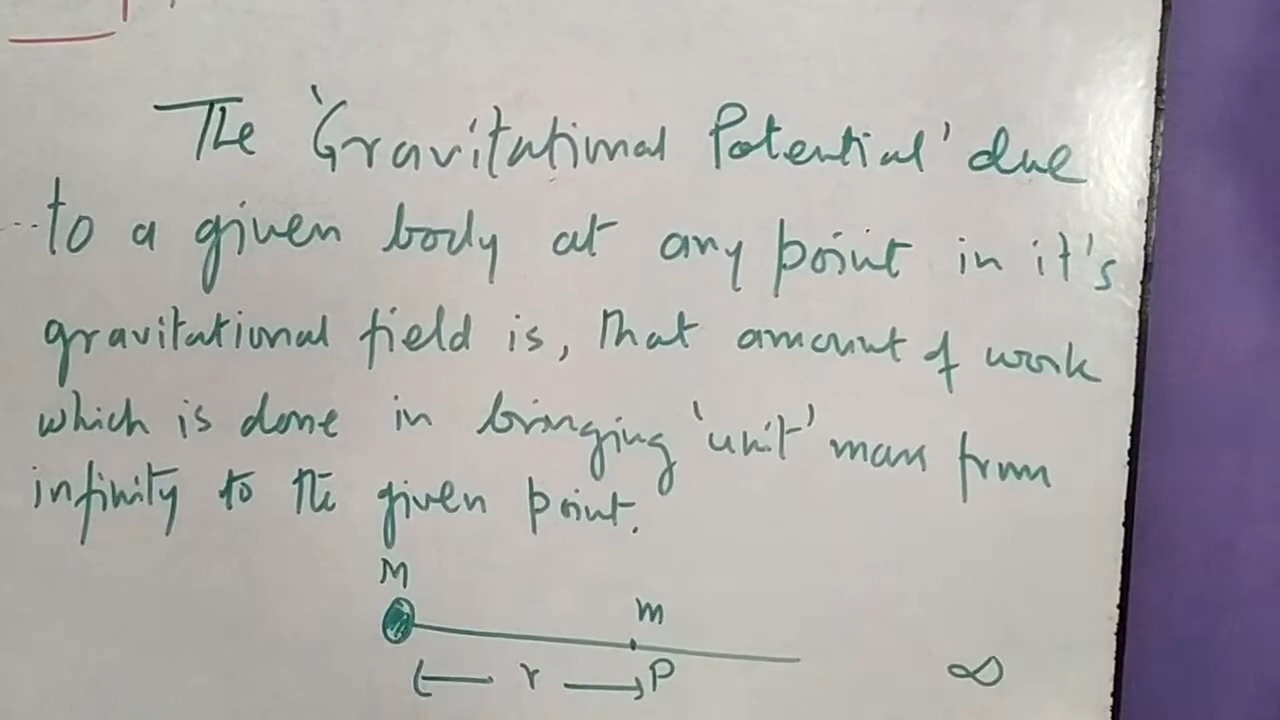 The 'Gravitational Potential' due
to a given body at any point in it's
gravitational field is, that amount of work
which is done in bringing 'unit' mass from
infinity to the given point.
M
m
r P ∞